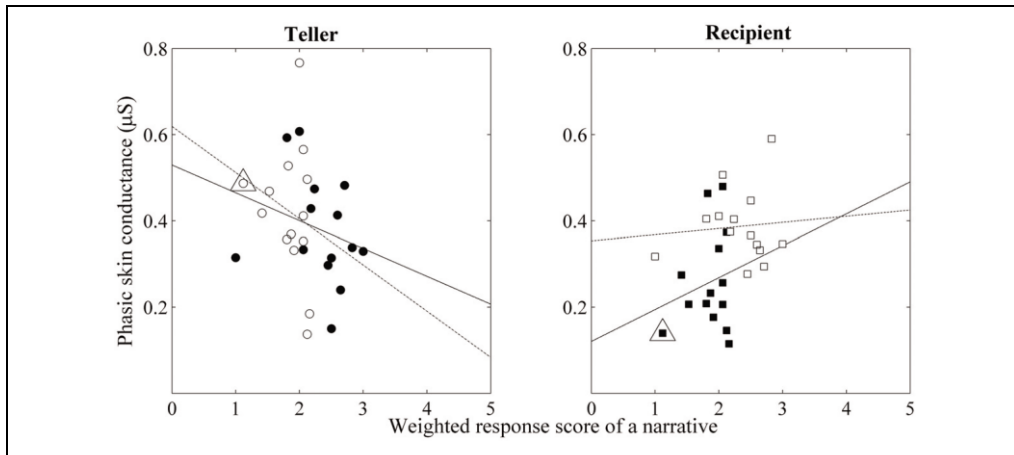 Teller
Recipient
Phasic skin conductance (µS)
0.8
0.6
0.4
0.2
0 1 2 3 4 5
0.8
0.6
0.4
0.2
0 1 2 3 4 5
Weighted response score of a narrative